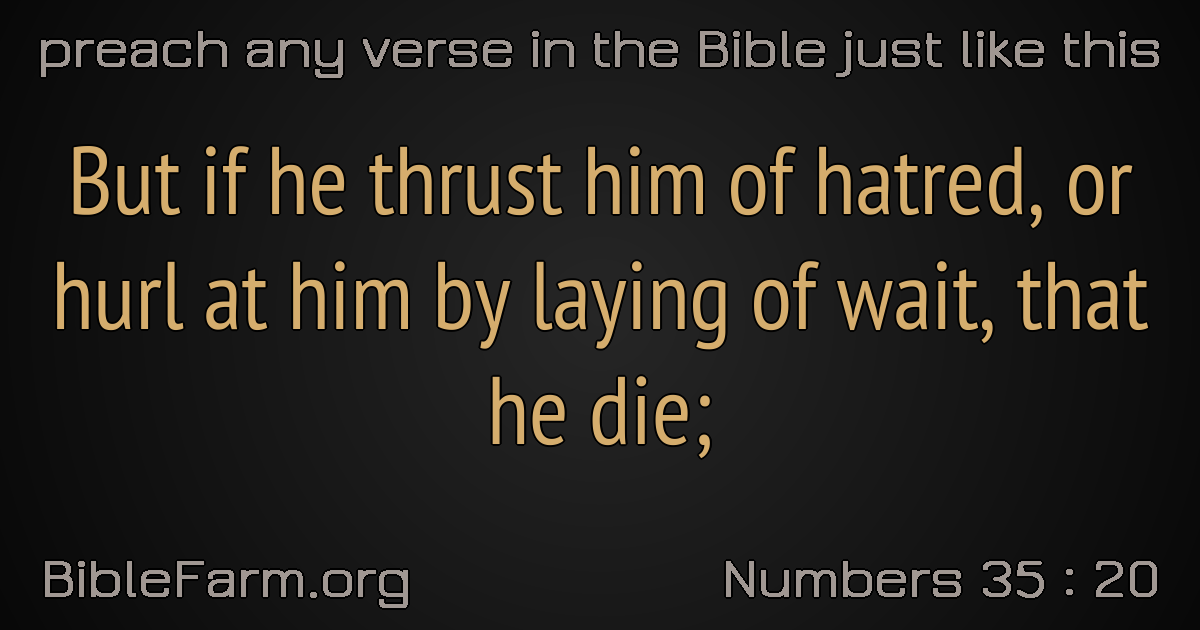 preach any verse in the Bible just like this
But if he thrust him of hatred, or
hurl at him by laying of wait, that
he die;
BibleFarm.org
Numbers 35 : 20